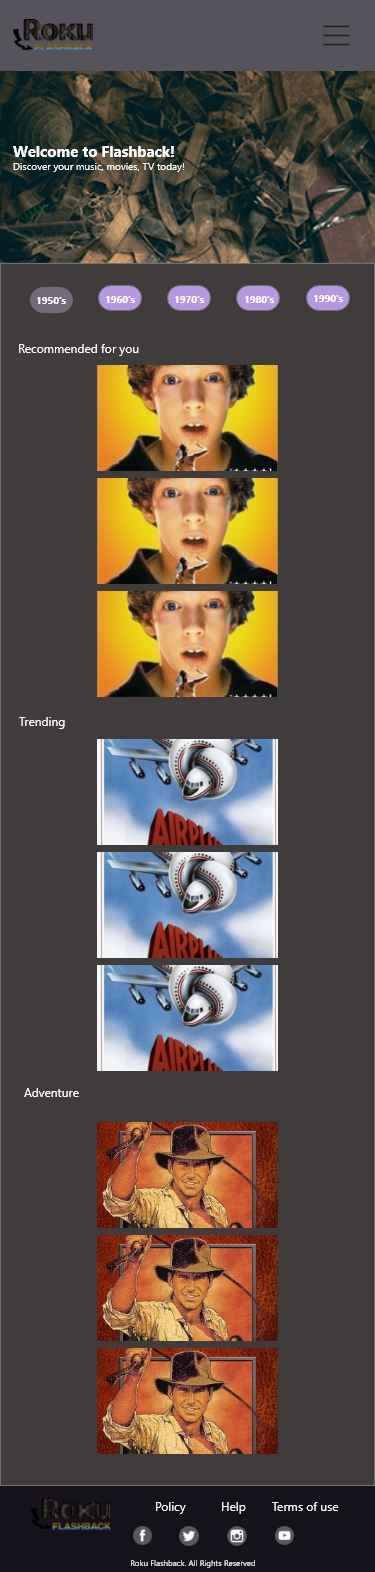 ROKU
FLASHBACK
Welcome to Flashback!
Discover your music, movies, TV today!
1950's
1960's
1970's
1980's
1990's
Recommended for you
Trending
AIRPL
AIRPL
AIRPL
Adventure
ROKU
FLASHBACK
Policy
Help
Terms of use
Roku Flashback. All Rights Reserved